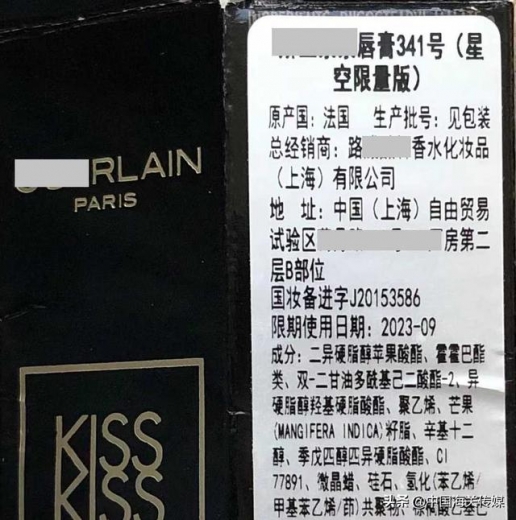 RLAIN
PARIS
KISS
KISS
唇膏341号（星
空限量版）
原产国：法国 生产批号：见包装
总经销商：路 香水化妆品
（上海）有限公司
地 址：中国（上海）自由贸易
试验区 房第二
层B部位
国妆备进字J20153586
限期使用日期：2023-09
成分：二异硬脂醇苹果酸酯、霍霍巴酯
类、双-二甘油多酰基己二酸酯-2、异
硬脂醇羟基硬脂酸酯、聚乙烯、芒果
(MANGIFERA INDICA)籽脂、辛基十二
醇、季戊四醇四异硬脂酸酯、CI
77891、微晶蜡、硅石、氢化(苯乙烯/
甲基苯乙烯/茚)共聚物、棕榈酸乙基己
头条 @中国海关传媒